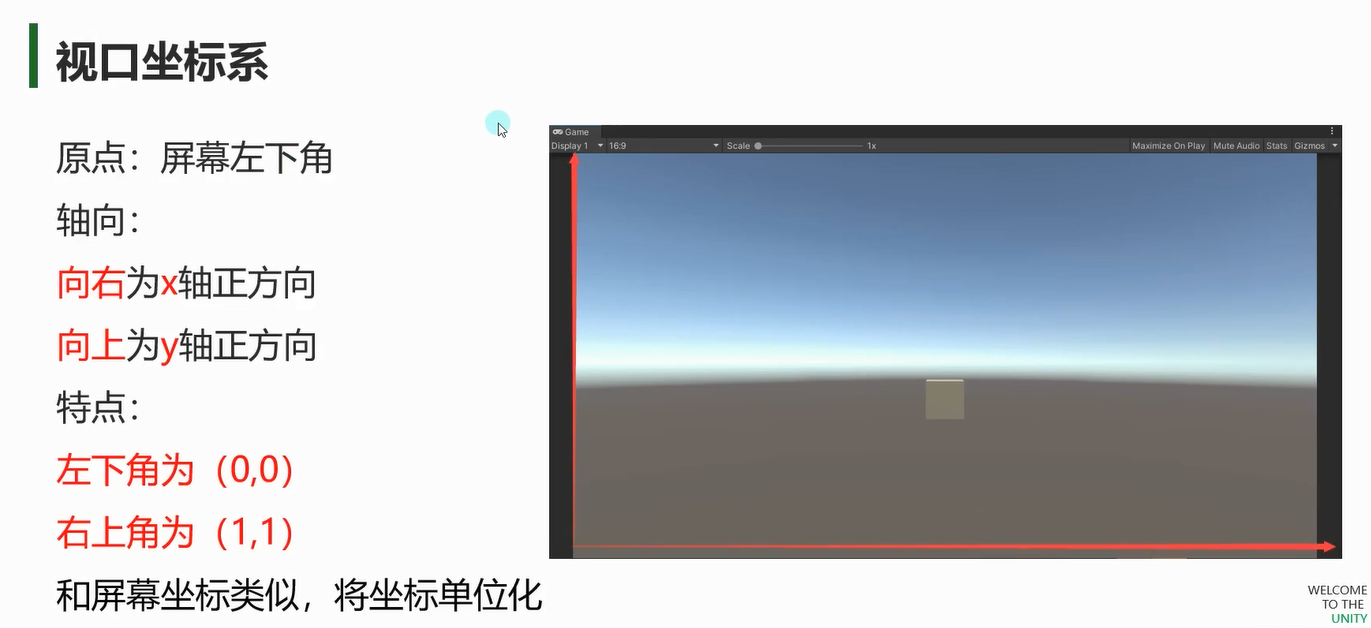 视口坐标系
原点：屏幕左下角
轴向：
向右为x轴正方向
向上为y轴正方向
特点：
左下角为（0,0）
右上角为（1,1）
和屏幕坐标类似，将坐标单位化
Game
Display 1 16:9 Scale 1x Maximize On Play Mute Audio Stats Gizmos
WELCOME
TO THE
UNITY